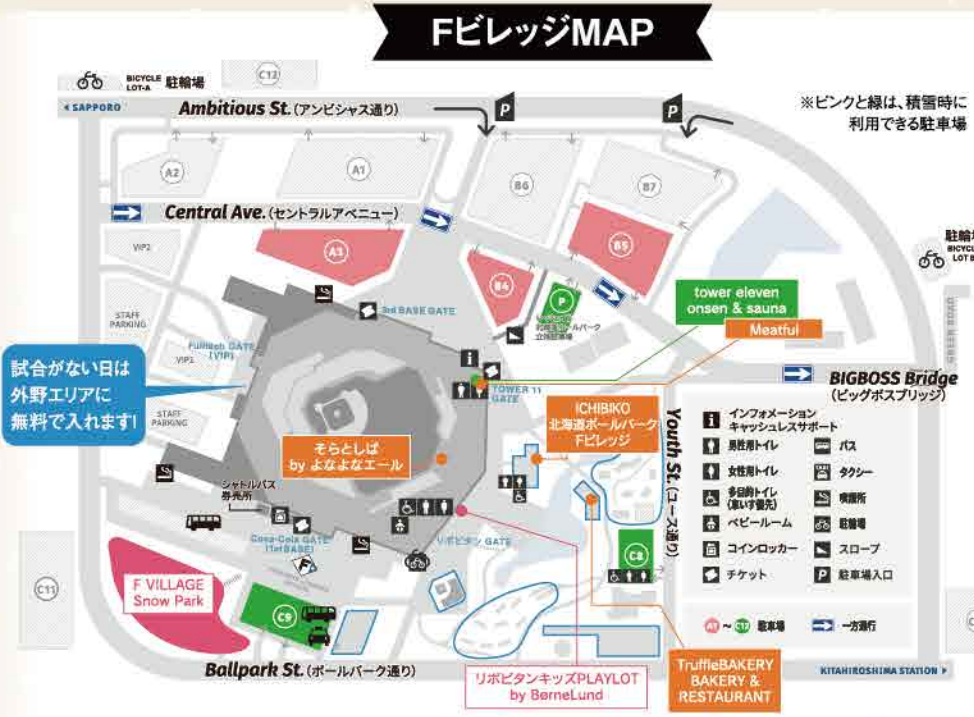 FビレッジMAP
BICYCLE
LOT-A
駐輪場
C12
SAPPORO
Ambitious St.(アンビシャス通り)
P
P
※ピンクと緑は、積雪時に
利用できる駐車場
A2
A1
B6
B7
Central Ave.(セントラルアベニュー)
VIP2
A3
B5
B4
P
駐輪場
BICYCLE
LOT B
STAFF
PARKING
3rd BASE GATE
立体駐車場
tower eleven
onsen & sauna
Meatful
Fujitech GATE
(VIP)
VIP3
試合がない日は
外野エリアに
無料で入れます!
STAFF
PARKING
TOWER 11
GATE
BIGBOSS Bridge
(ビッグボスブリッジ)
ICHIBIKO
北海道ボールパーク
Fビレッジ
そらとしば
by よなよなエール
Youth St.(ユース通り)
インフォメーション
キャッシュレスサポート
男性用トイレ
バス
女性用トイレ
タクシー
多目的トイレ
(車いす優先)
喫煙所
ベビールーム
駐輪場
コインロッカー
スロープ
チケット
駐車場入口
A1~C12 駐車場
一方通行
シャトルバス
券売所
Coca-Cola GATE
(1st BASE)
リポビタン GATE
C8
C11
F VILLAGE
Snow Park
C9
Ballpark St.(ボールパーク通り)
リポビタンキッズPLAYLOT
by BørneLund
TruffleBAKERY
BAKERY &
RESTAURANT
KITAHIROSHIMA STATION